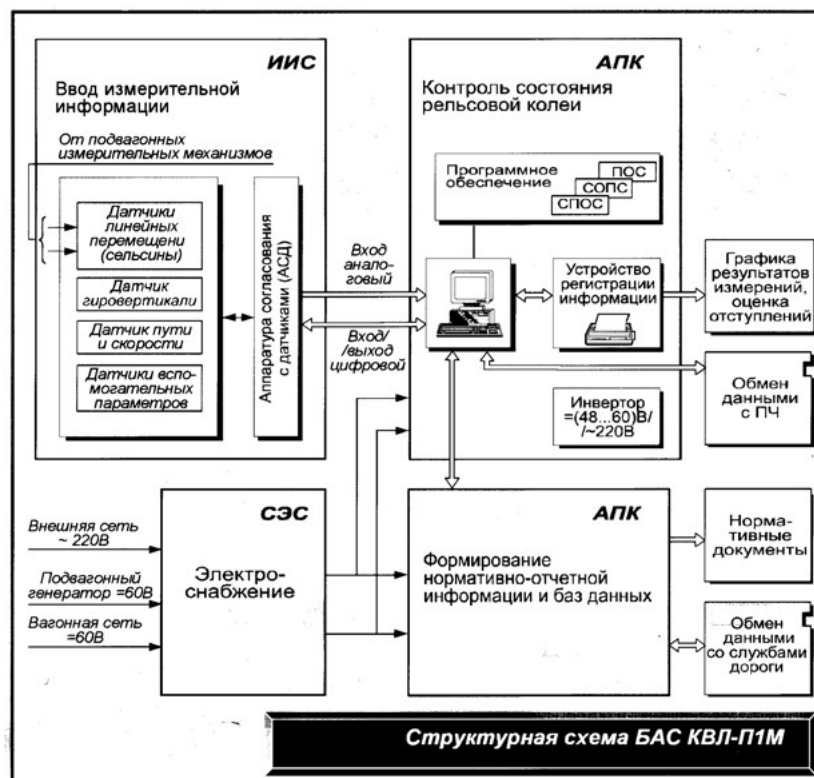 ИИС
Ввод измерительной
информации
От подвагонных
измерительных механизмов
Датчики
линейных
перемещени
(сельсины)
Датчик
гировертикали
Датчик пути
и скорости
Датчики вспо-
могательных
параметров
Аппаратура согласования
с датчиками (АСД)
Вход
анало-
говый
Вход/
/выход
цифровой
АПК
Контроль состояния
рельсовой колеи
Программное
обеспечение
ПОС
СОПС
СПОС
Устройство
регистрации
информации
Инвертор
=(48...60)В/
/~220В
Графика
результатов
измерений,
оценка
отступлений
Обмен
данными
с ПЧ
СЭС
Внешняя сеть
~ 220В
Подвагонный
генератор =60В
Вагонная сеть
=60В
Электро-
снабжение
АПК
Формирование
нормативно-отчетной
информации и баз данных
Норма-
тивные
документы
Обмен
данными
со службами
дороги
Структурная схема БАС КВЛ-П1М